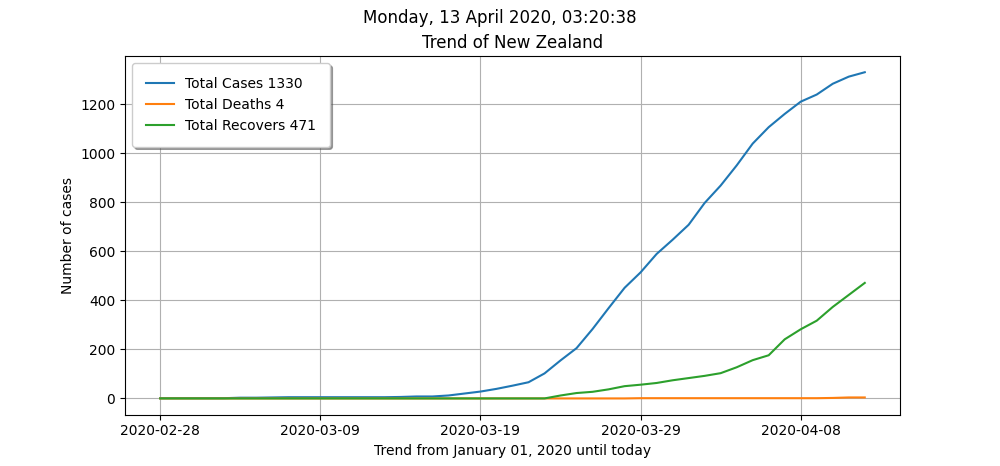 Monday, 13 April 2020, 03:20:38
Trend of New Zealand
Total Cases 1330
Total Deaths 4
Total Recovers 471
Number of cases
1200
1000
800
600
400
200
0
2020-02-28 2020-03-09 2020-03-19 2020-03-29 2020-04-08
Trend from January 01, 2020 until today